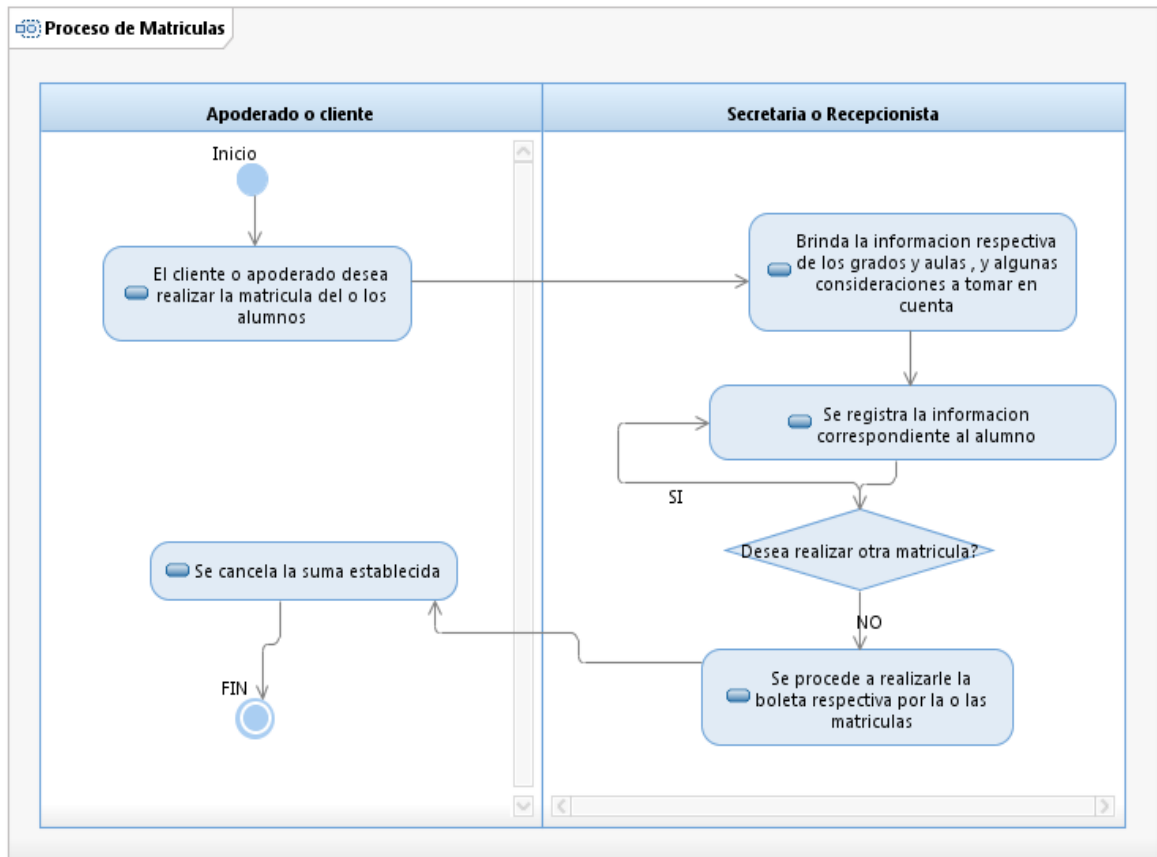 Proceso de Matriculas
Apoderado o cliente
Secretaria o Recepcionista
Inicio
El cliente o apoderado desea
realizar la matricula del o los
alumnos
Brinda la informacion respectiva
de los grados y aulas , y algunas
consideraciones a tomar en
cuenta
Se registra la informacion
correspondiente al alumno
SI
Desea realizar otra matricula?
NO
Se procede a realizarle la
boleta respectiva por la o las
matriculas
Se cancela la suma establecida
FIN